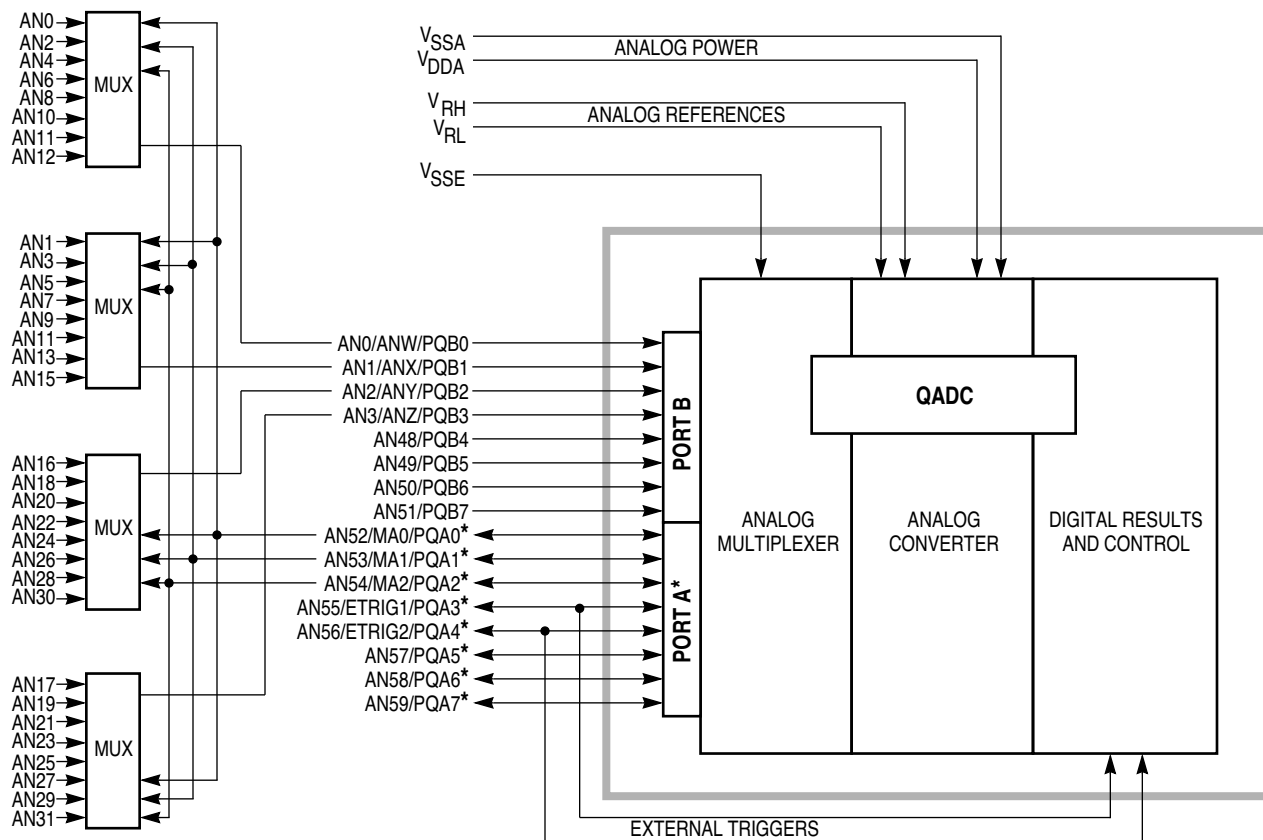 AN0
AN2
AN4
AN6
AN8
AN10
AN11
AN12
MUX
AN1
AN3
AN5
AN7
AN9
AN11
AN13
AN15
MUX
AN16
AN18
AN20
AN22
AN24
AN26
AN28
AN30
MUX
AN17
AN19
AN21
AN23
AN25
AN27
AN29
AN31
MUX
VSSA
ANALOG POWER
VDDA
VRH
ANALOG REFERENCES
VRL
VSSE
AN0/ANW/PQB0
AN1/ANX/PQB1
AN2/ANY/PQB2
AN3/ANZ/PQB3
AN48/PQB4
AN49/PQB5
AN50/PQB6
AN51/PQB7
AN52/MA0/PQA0*
AN53/MA1/PQA1*
AN54/MA2/PQA2*
AN55/ETRIG1/PQA3*
AN56/ETRIG2/PQA4*
AN57/PQA5*
AN58/PQA6*
AN59/PQA7*
PORT B
PORT A*
QADC
ANALOG
MULTIPLEXER
ANALOG
CONVERTER
DIGITAL RESULTS
AND CONTROL
EXTERNAL TRIGGERS